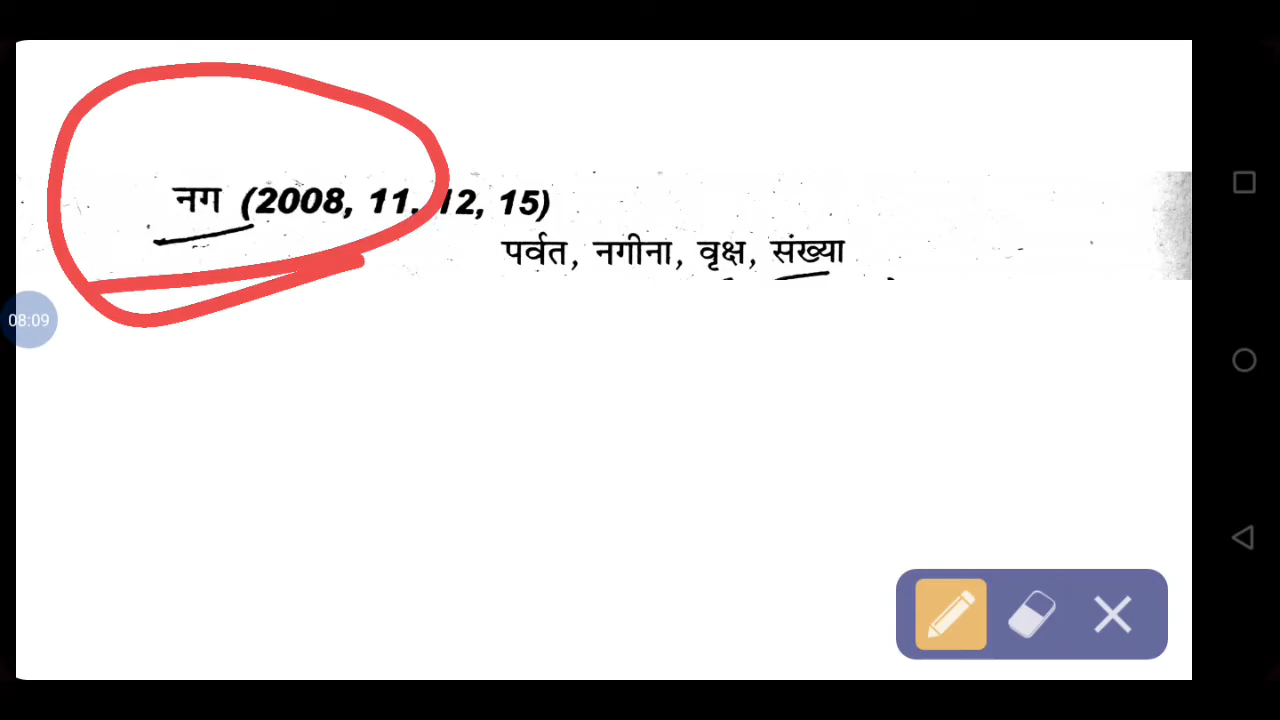 नग (2008, 11, 12, 15)
पर्वत, नगीना, वृक्ष, संख्या
08:09